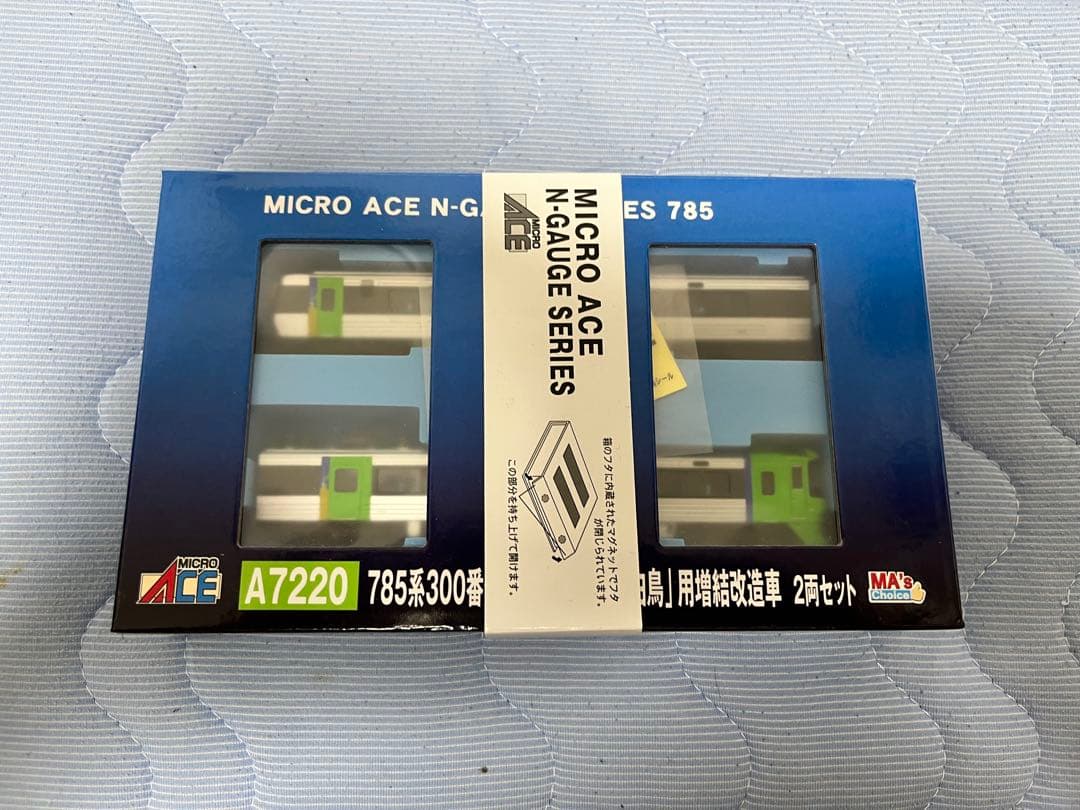 MICRO ACE N-GA
ES 785
MICRO ACE
N-GAUGE SERIES
MICRO
ACE
箱のフタに内蔵されたマグネットでフタ
が閉じられています。
この部分を持ち上げて開けます。
ール
MICRO
ACE
A7220
785系300番
白鳥」用増結改造車 2両セット
MA's
Choice